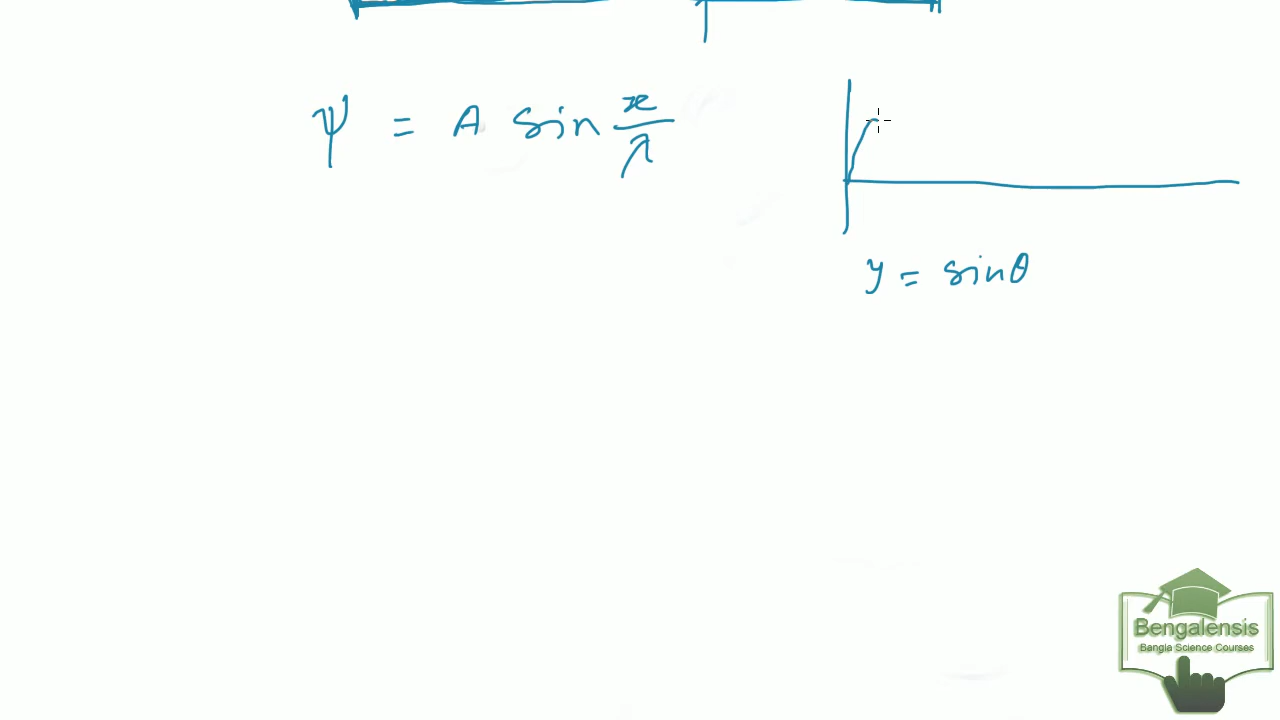 ψ = A sin x/λ
y = sinθ
Bengalensis
Bangla Science Courses